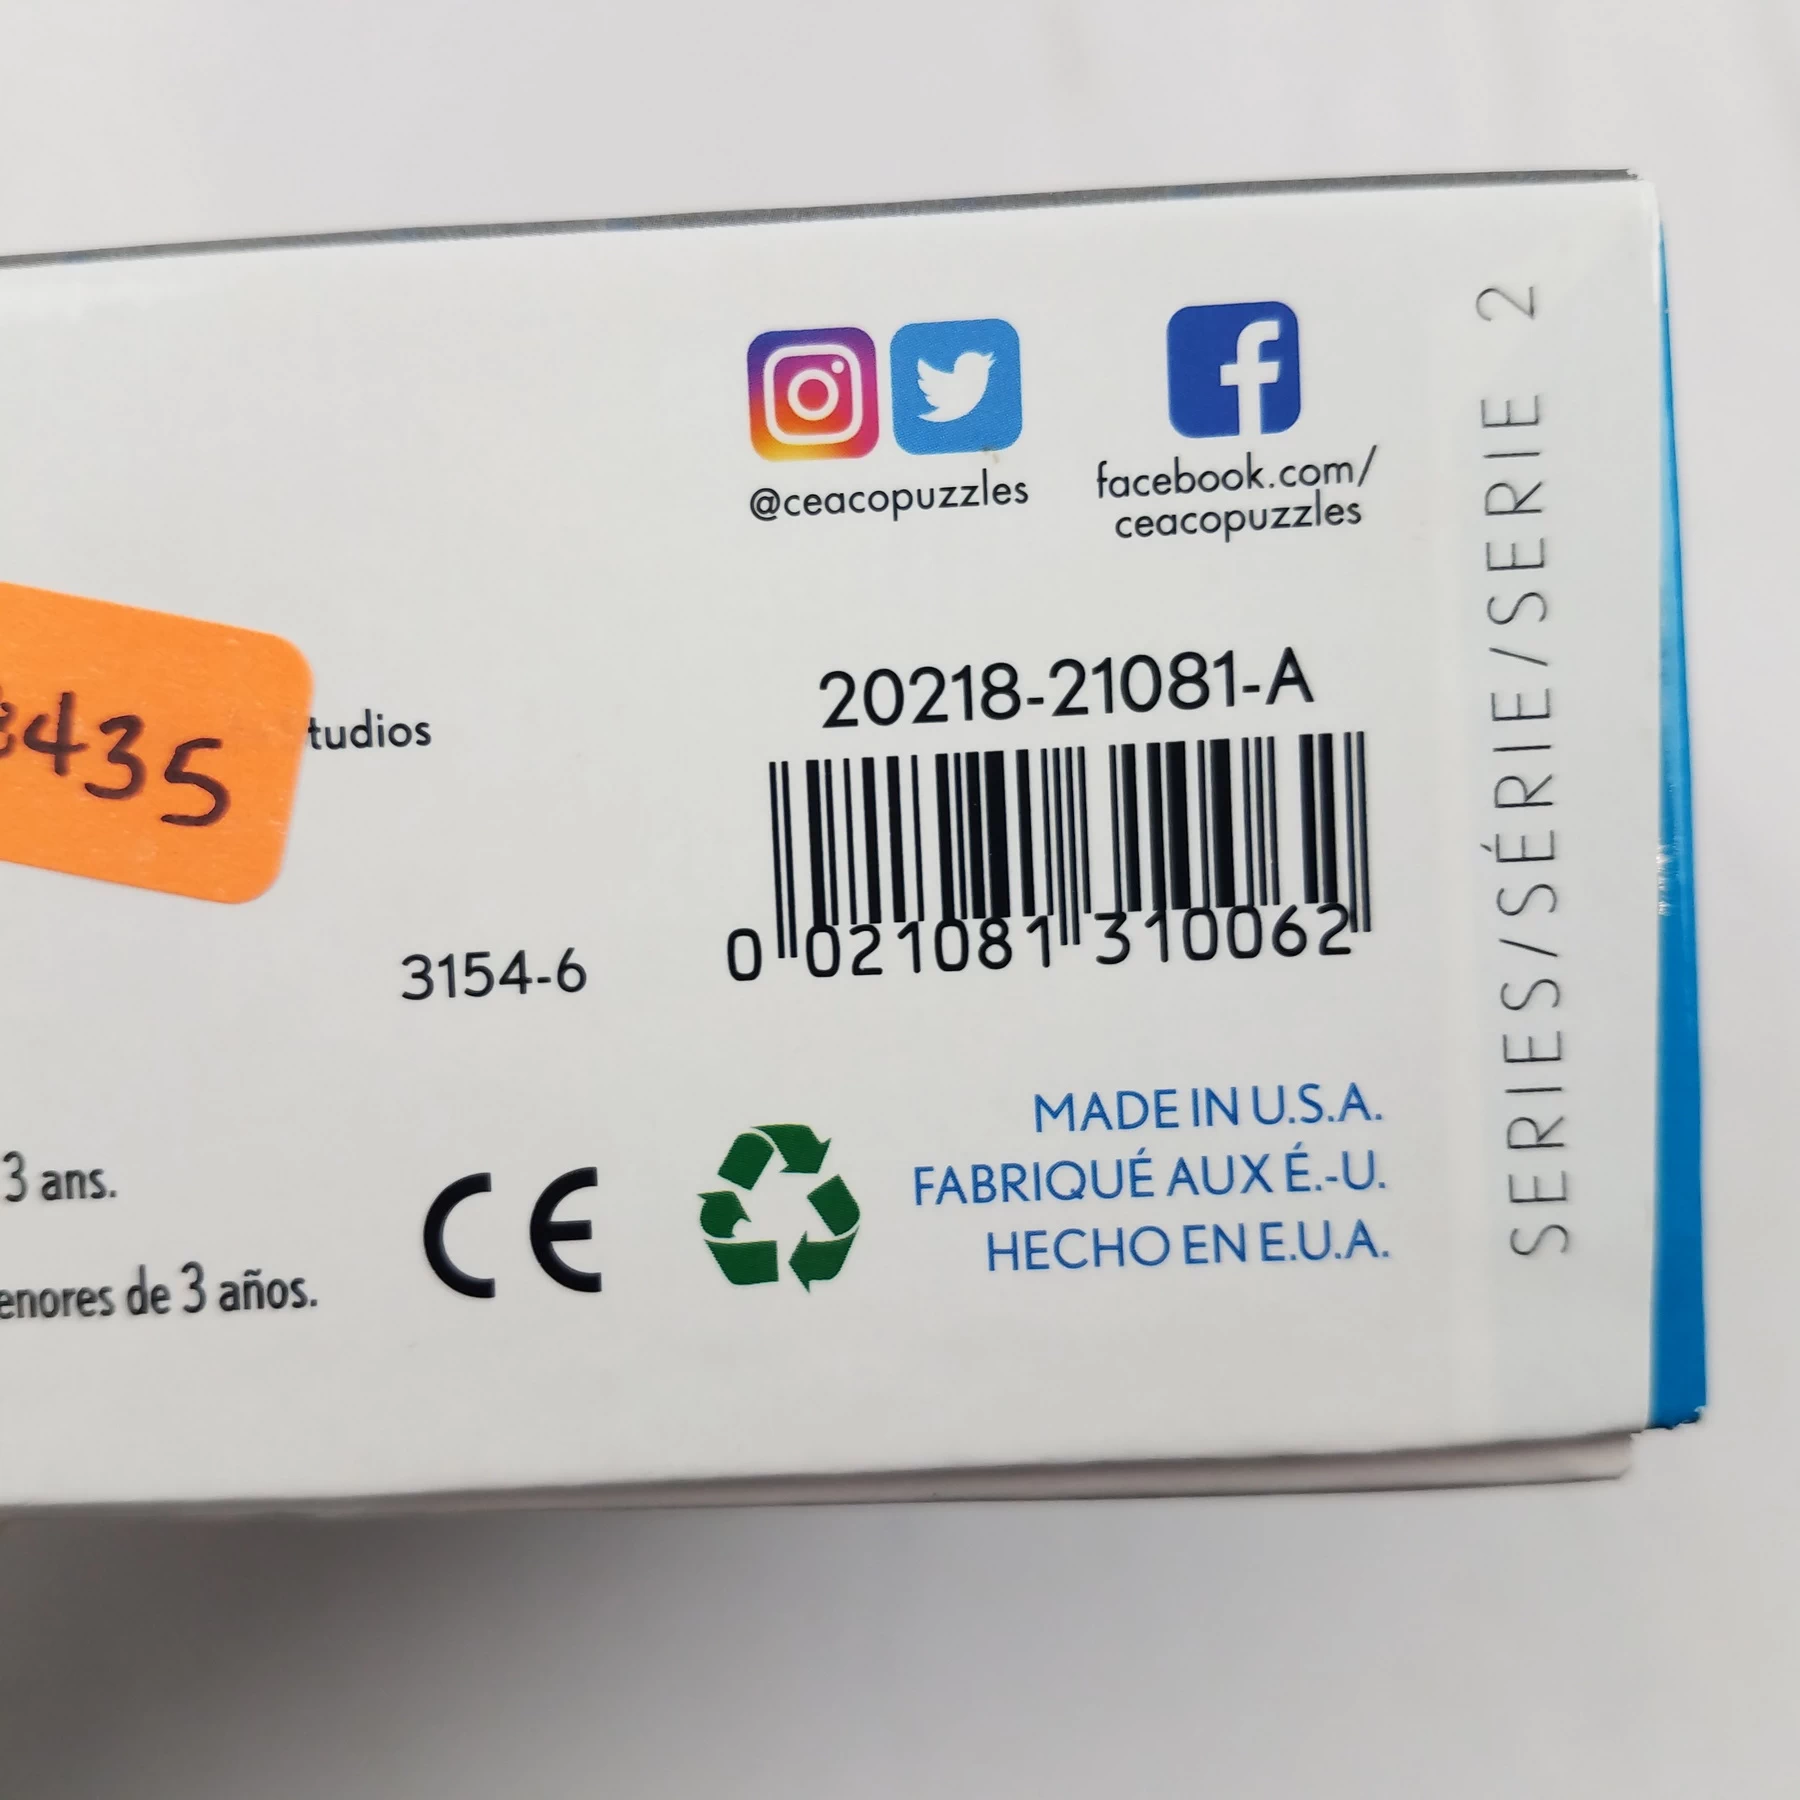 @ceacopuzzles
facebook.com/
ceacopuzzles
20218-21081-A
435
tudios
0 021081 310062
3154-6
MADE IN U.S.A.
FABRIQUÉ AUX É.-U.
HECHO EN E.U.A.
3 ans.
enores de 3 años.
CE
SERIES/SÉRIE/SERIE 2